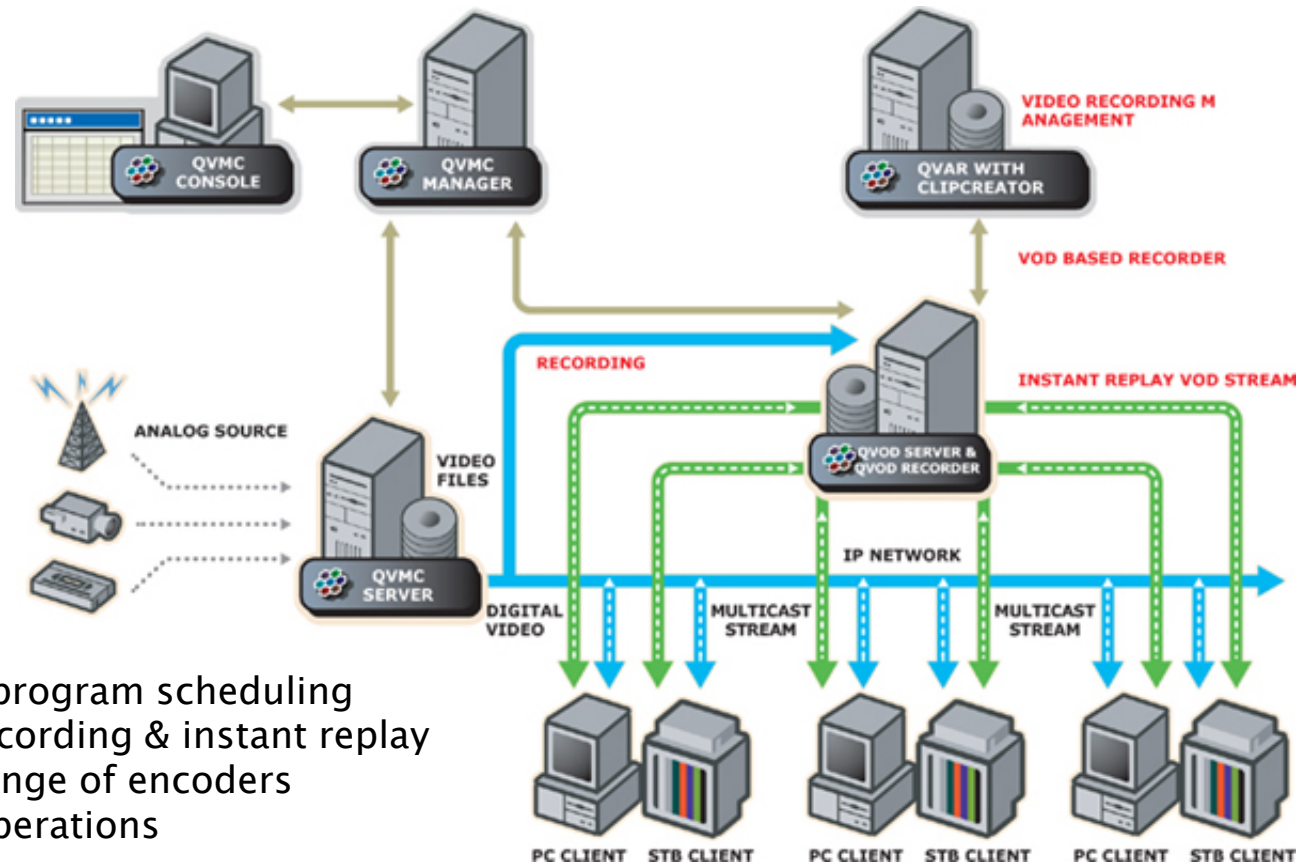 VIDEO RECORDING M
ANAGEMENT
QVMC
CONSOLE
QVMC
MANAGER
QVAR WITH
CLIPCREATOR
VOD BASED RECORDER
RECORDING
INSTANT REPLAY VOD STREAM
ANALOG SOURCE
VIDEO
FILES
QVOD SERVER &
QVOD RECORDER
IP NETWORK
QVMC
SERVER
DIGITAL
VIDEO
MULTICAST
STREAM
MULTICAST
STREAM
program scheduling
cording & instant replay
nge of encoders
perations
PC CLIENT STB CLIENT PC CLIENT STB CLIENT PC CLIENT STB CLIENT